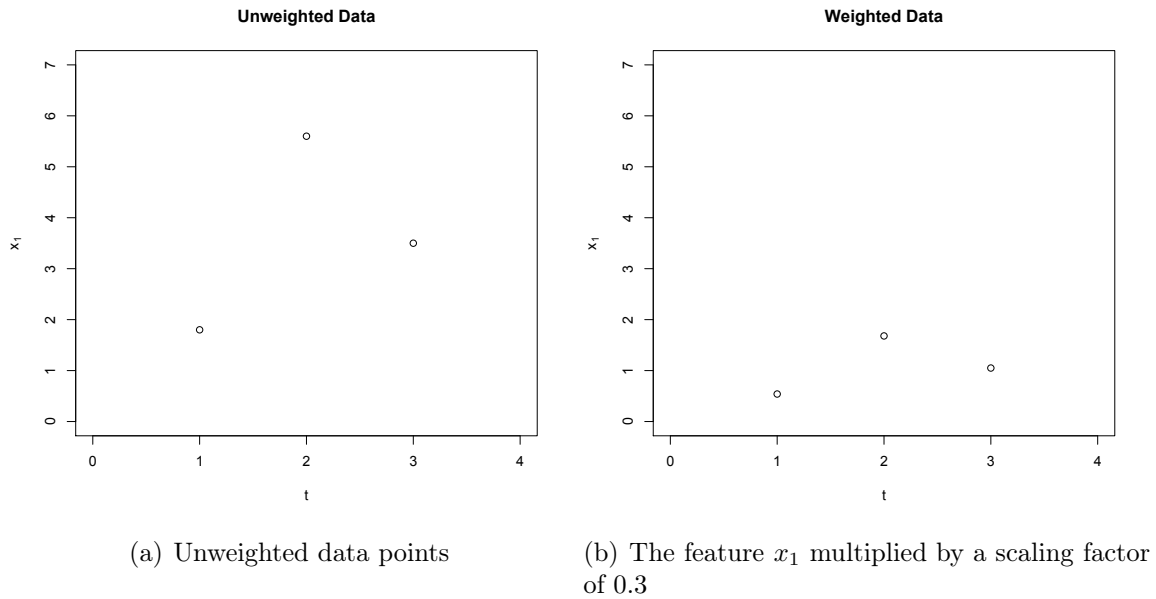 Unweighted Data
x₁
7
6
5
4
3
2
1
0
0 1 2 3 4
t
(a) Unweighted data points
Weighted Data
x₁
7
6
5
4
3
2
1
0
0 1 2 3 4
t
(b) The feature x₁ multiplied by a scaling factor
of 0.3